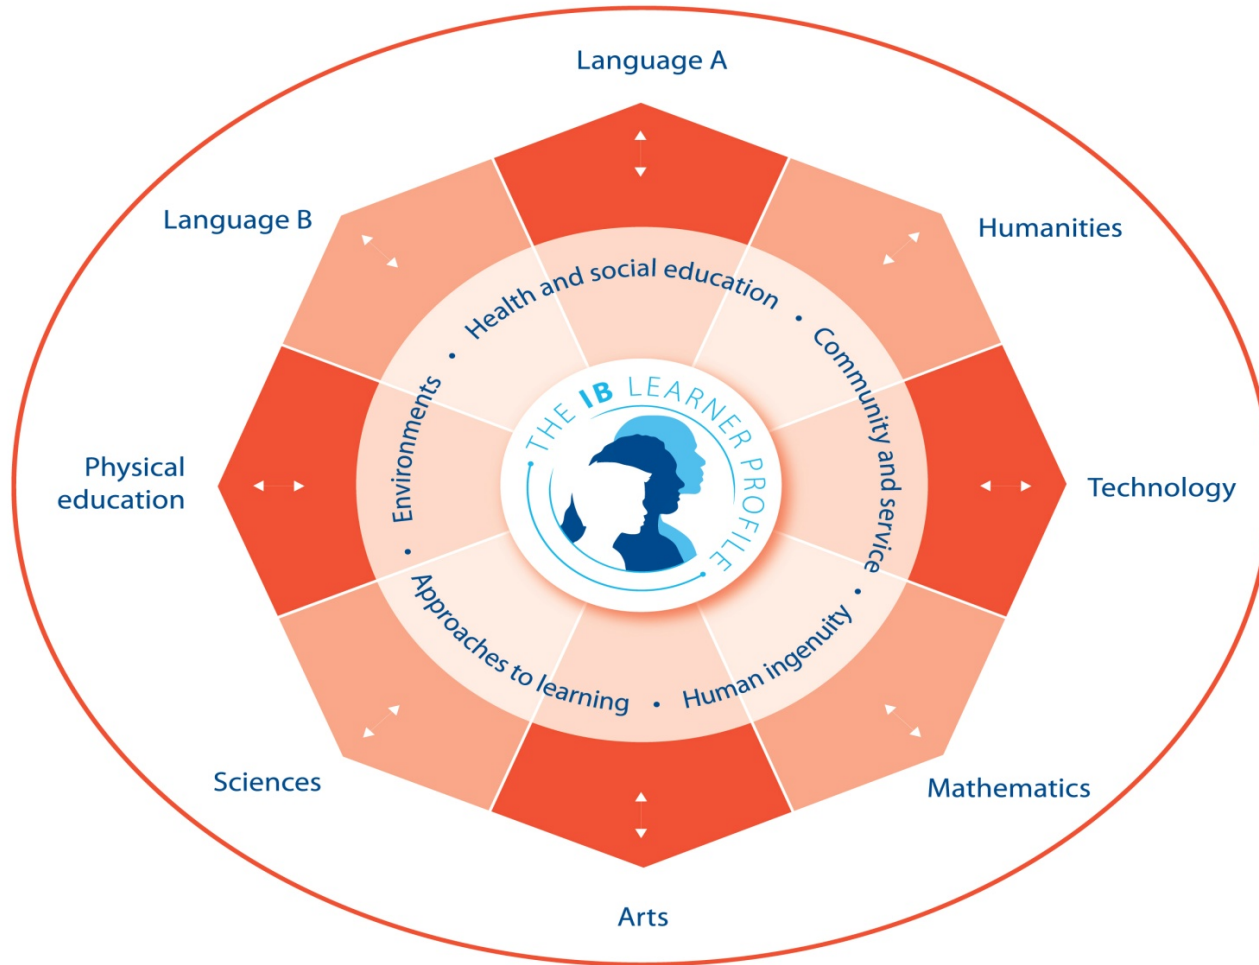 Language A
Language B
Humanities
Health and social education • Community and service • Human ingenuity • Approaches to learning • Environments •
THE IB LEARNER PROFILE
Physical
education
Technology
Sciences
Mathematics
Arts